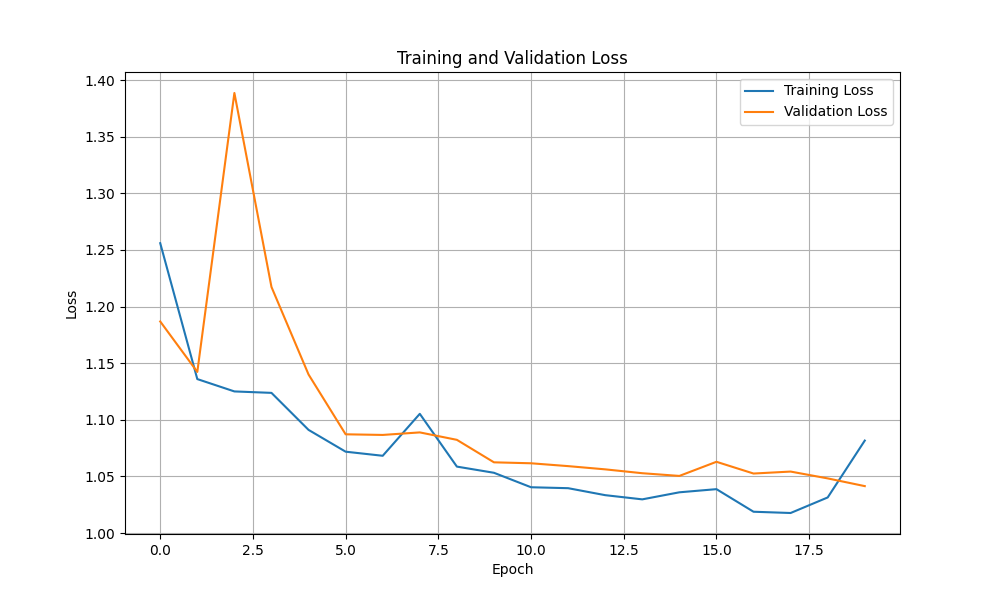 Training and Validation Loss
Training Loss
Validation Loss
Loss
1.40
1.35
1.30
1.25
1.20
1.15
1.10
1.05
1.00
0.0 2.5 5.0 7.5 10.0 12.5 15.0 17.5
Epoch